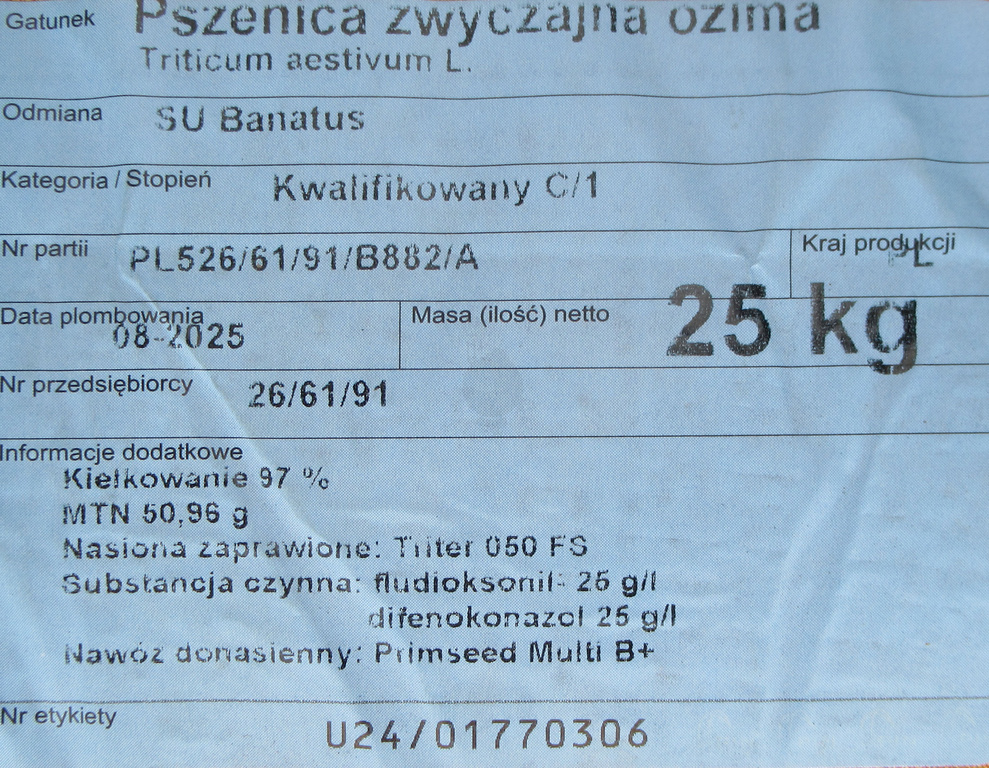 Gatunek Pszenica zwyczajna ozima
Triticum aestivum L.
Odmiana SU Banatus
Kategoria / Stopień Kwalifikowany C/1
Nr partii PL526/61/91/B882/A Kraj produkcji PL
Data plombowania 08-2025 Masa (ilość) netto 25 kg
Nr przedsiębiorcy 26/61/91
Informacje dodatkowe
Kiełkowanie 97 %
MTN 50,96 g
Nasiona zaprawione: Triter 050 FS
Substancja czynna: fludioksonil- 25 g/l
difenokonazol 25 g/l
Nawóz donasienny: Primseed Multi B+
Nr etykiety U24/01770306